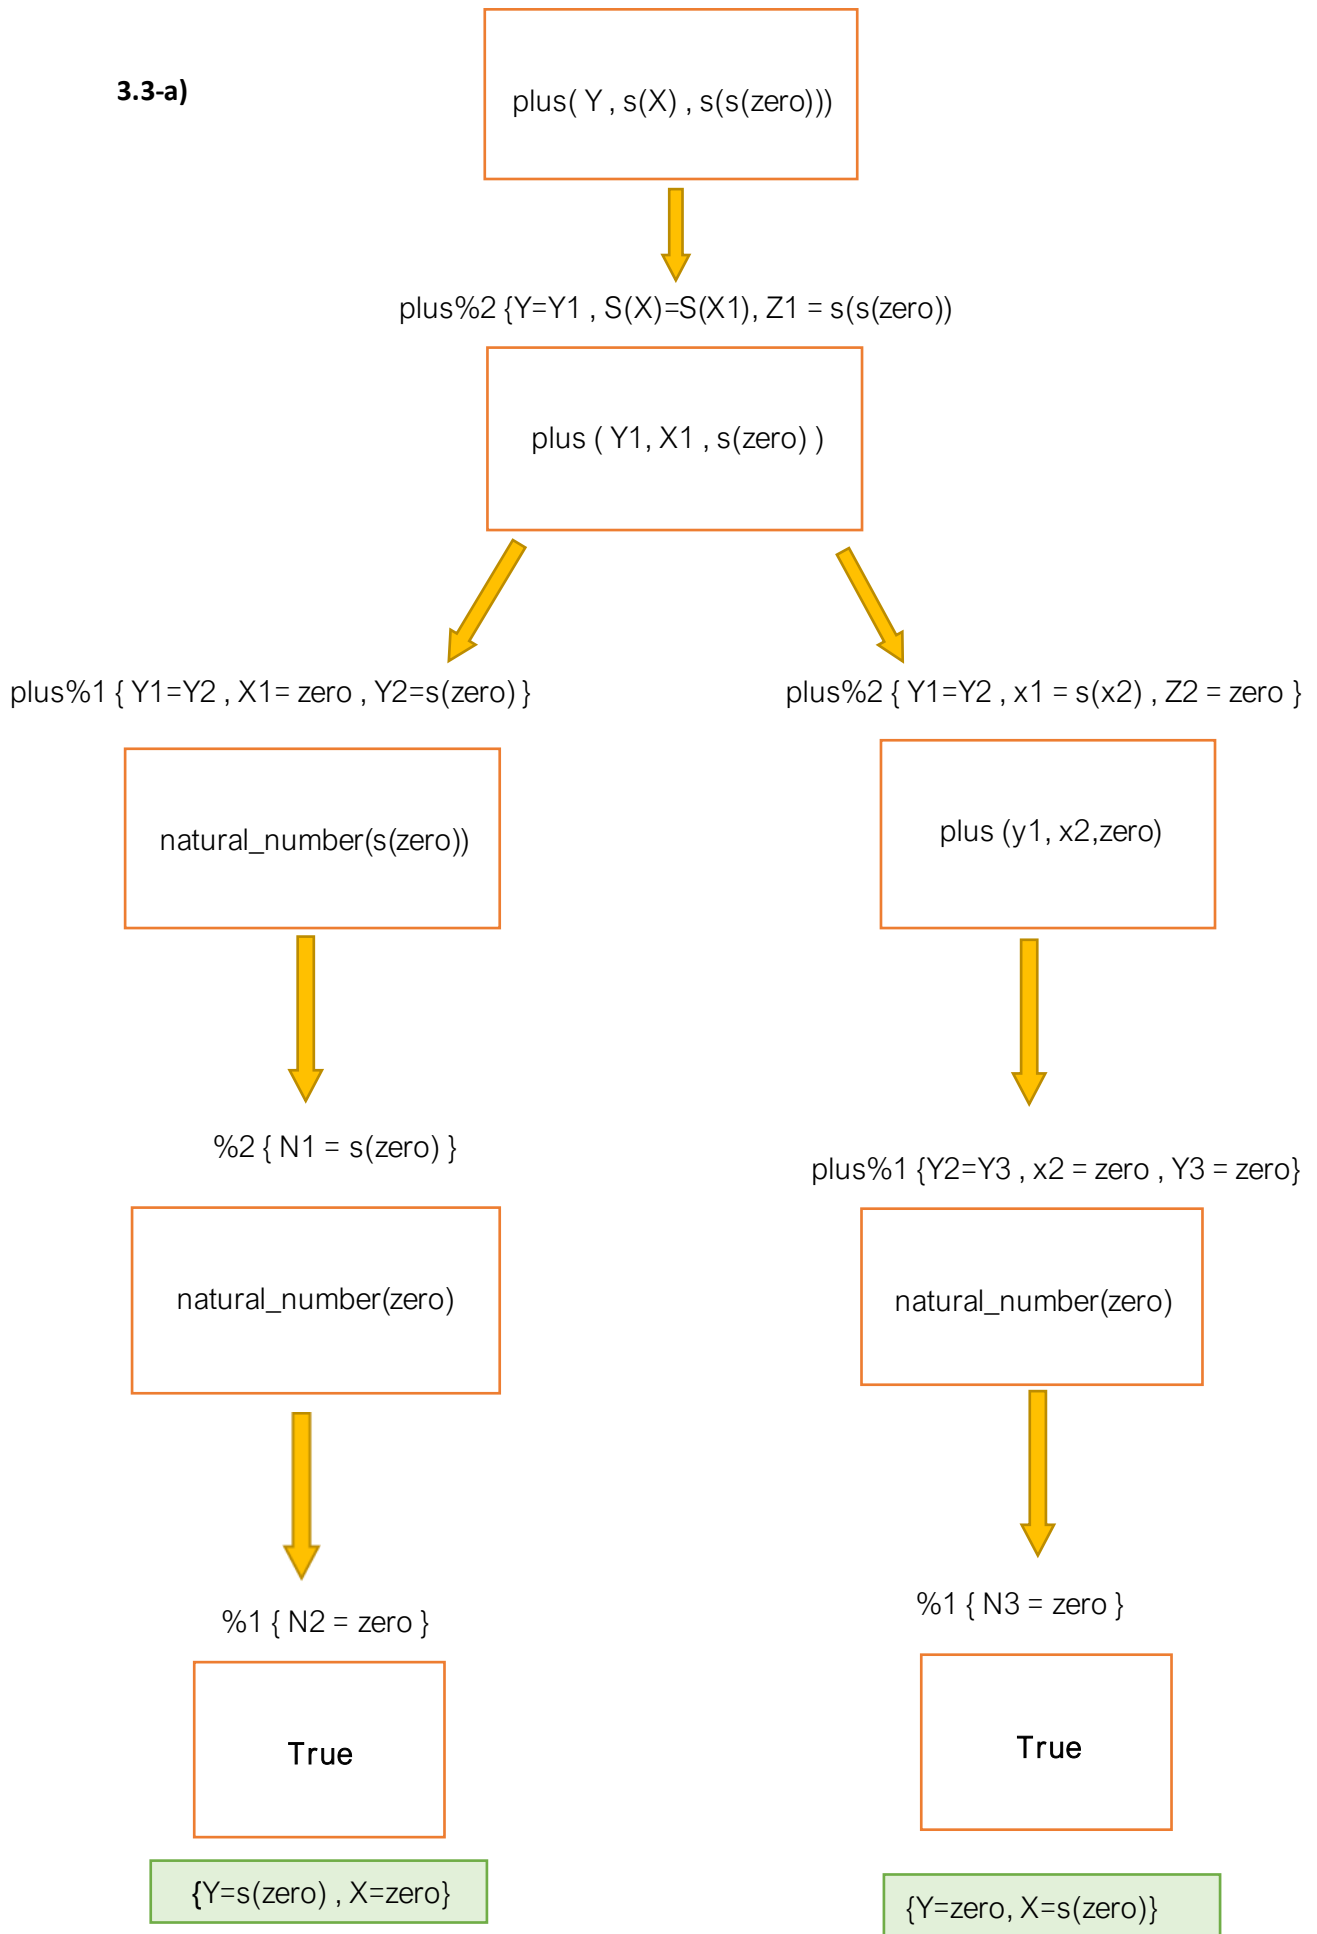 3.3-a)
plus( Y , s(X) , s(s(zero)))
plus%2 {Y=Y1 , S(X)=S(X1), Z1 = s(s(zero))
plus ( Y1, X1 , s(zero) )
plus%1 { Y1=Y2 , X1= zero , Y2=s(zero) }
plus%2 { Y1=Y2 , x1 = s(x2) , Z2 = zero }
natural_number(s(zero))
plus (y1, x2,zero)
%2 { N1 = s(zero) }
plus%1 {Y2=Y3 , x2 = zero , Y3 = zero}
natural_number(zero)
natural_number(zero)
%1 { N2 = zero }
%1 { N3 = zero }
True
True
{Y=s(zero) , X=zero}
{Y=zero, X=s(zero)}